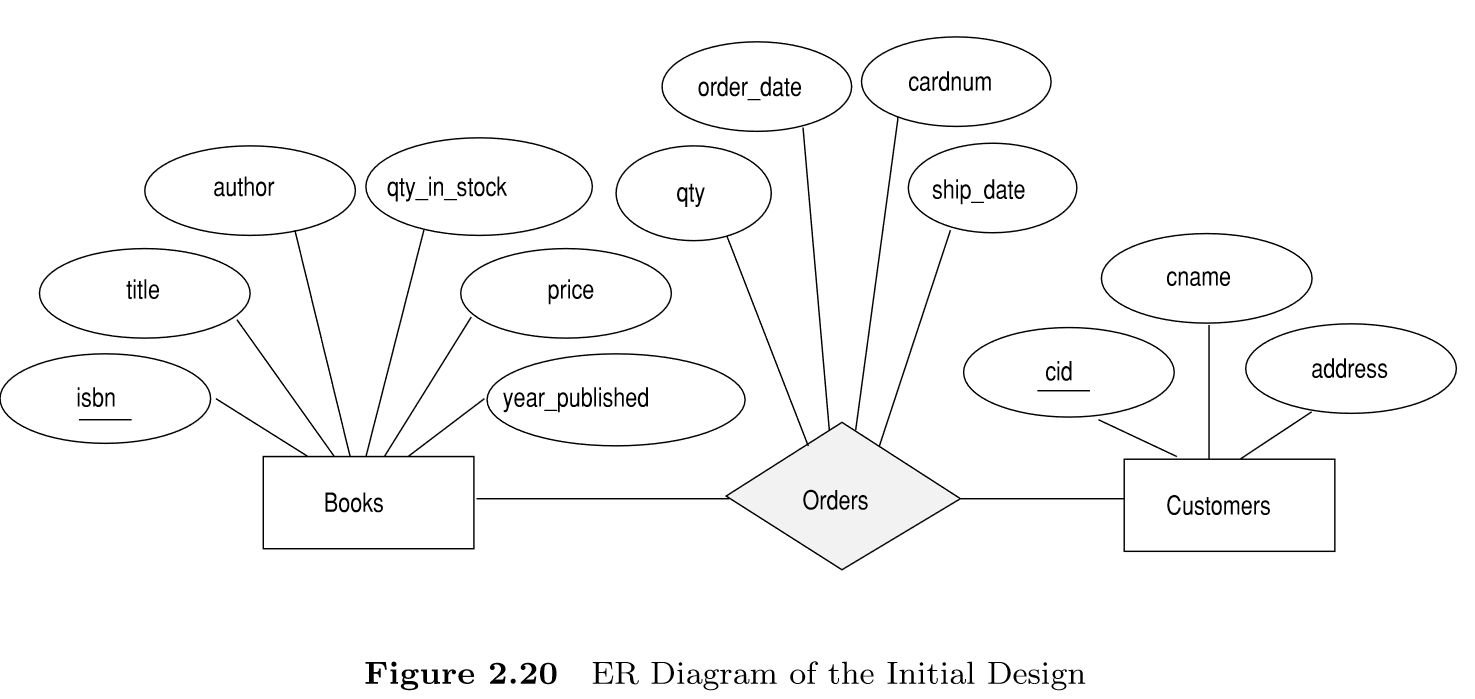 order_date
cardnum
author
qty_in_stock
qty
ship_date
title
price
cname
isbn
year_published
cid
address
Books
Orders
Customers
Figure 2.20 ER Diagram of the Initial Design